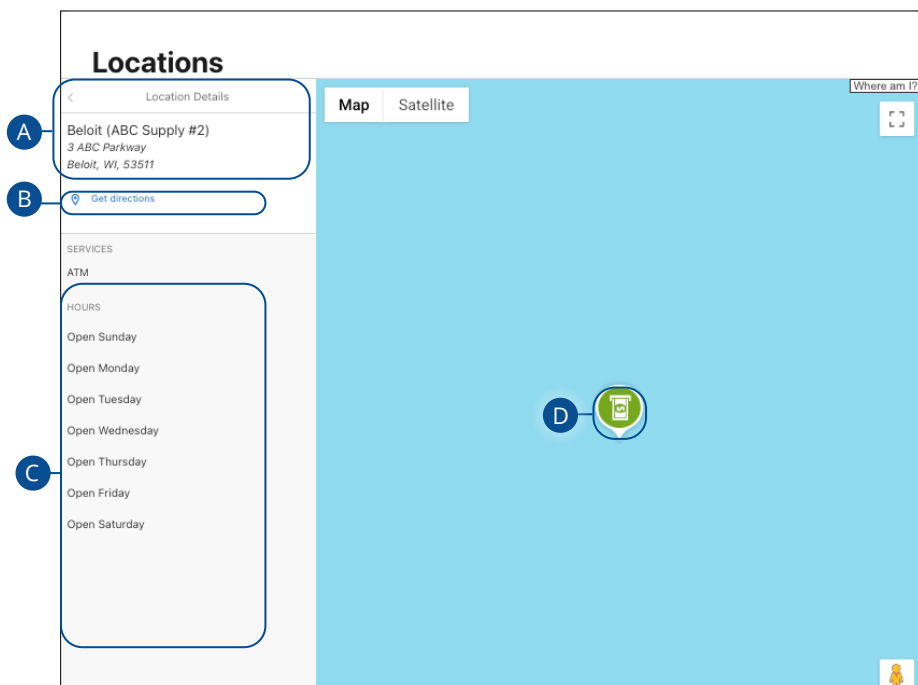 Locations
Location Details
Beloit (ABC Supply #2)
3 ABC Parkway
Beloit, WI, 53511
Get directions
SERVICES
ATM
HOURS
Open Sunday
Open Monday
Open Tuesday
Open Wednesday
Open Thursday
Open Friday
Open Saturday
Map
Satellite
Where am I?
A
B
C
D
$